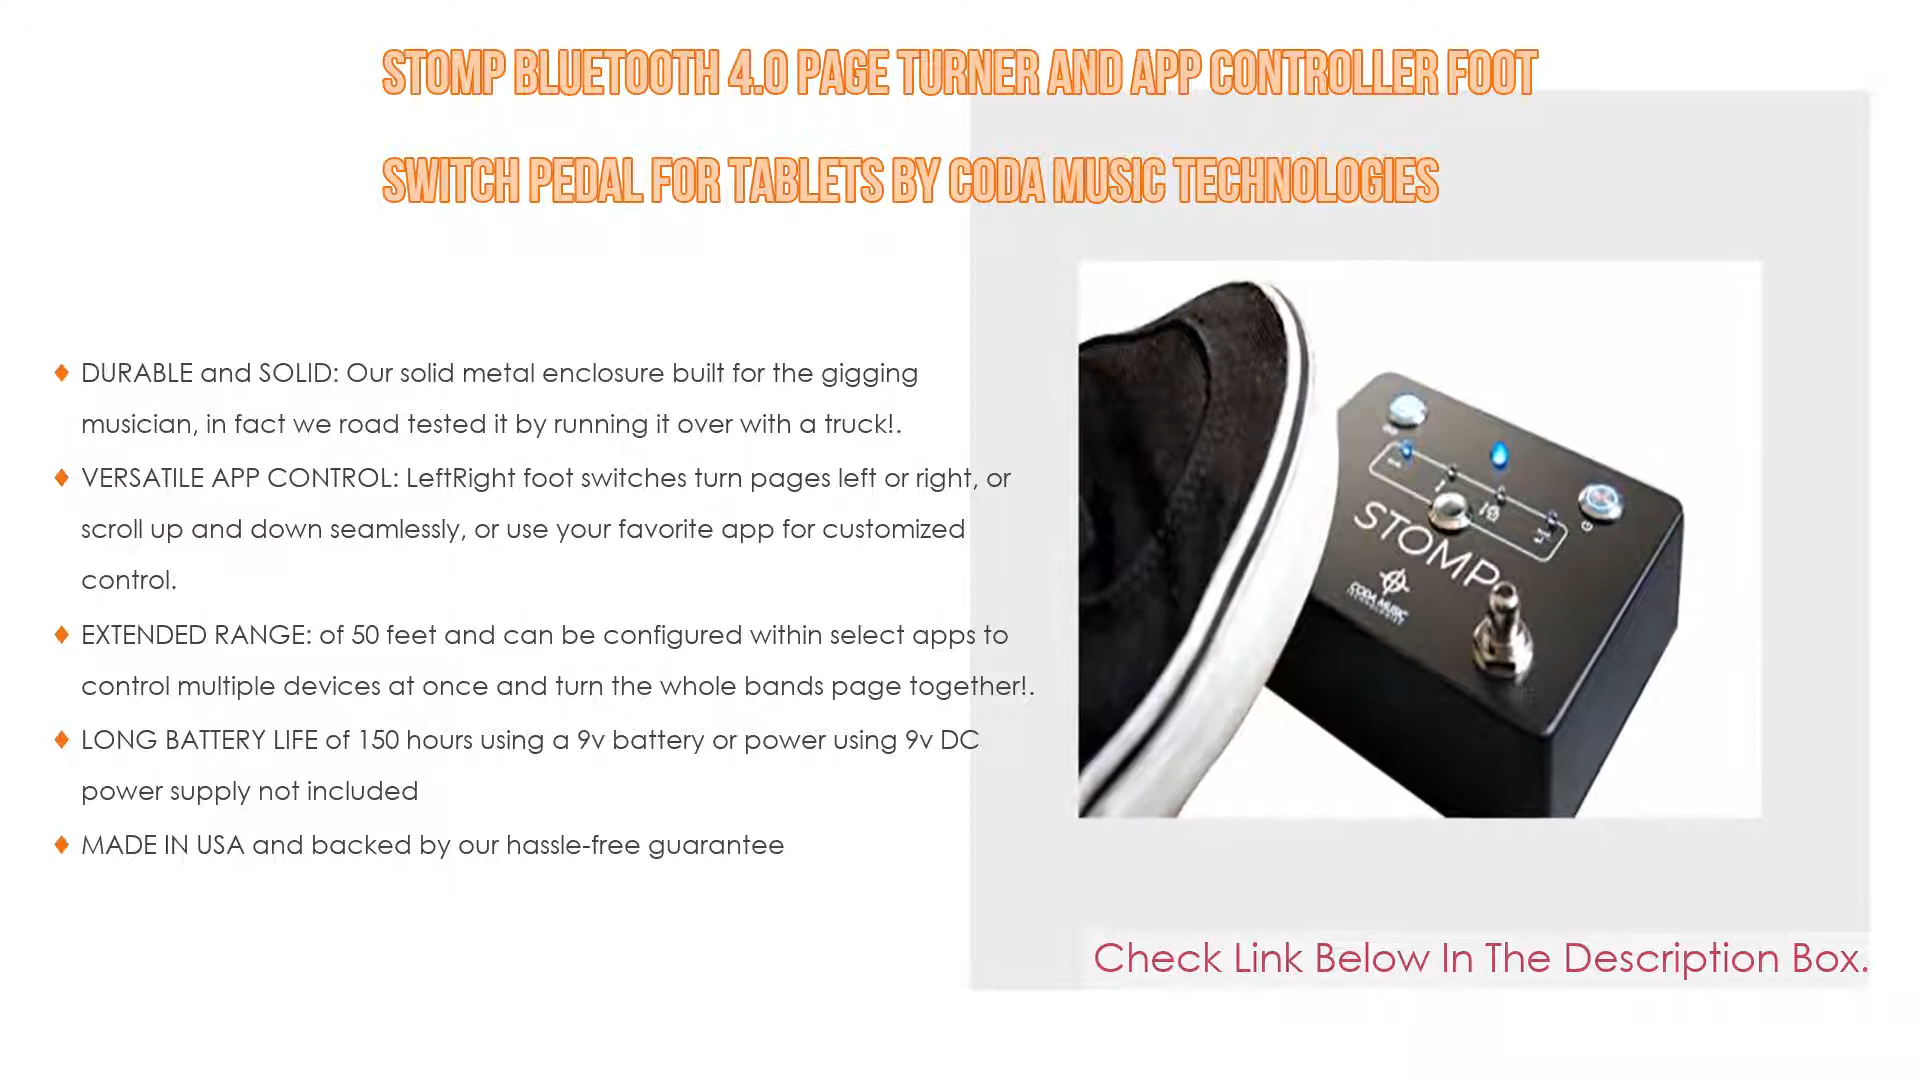 STOMP BLUETOOTH 4.0 PAGE TURNER AND APP CONTROLLER FOOT
SWITCH PEDAL FOR TABLETS BY CODA MUSIC TECHNOLOGIES
DURABLE and SOLID: Our solid metal enclosure built for the gigging
musician, in fact we road tested it by running it over with a truck!.
VERSATILE APP CONTROL: LeftRight foot switches turn pages left or right, or
scroll up and down seamlessly, or use your favorite app for customized
control.
EXTENDED RANGE: of 50 feet and can be configured within select apps to
control multiple devices at once and turn the whole bands page together!.
LONG BATTERY LIFE of 150 hours using a 9v battery or power using 9v DC
power supply not included
MADE IN USA and backed by our hassle-free guarantee
STOMP
CODA MUSIC
TECHNOLOGIES
Check Link Below In The Description Box.